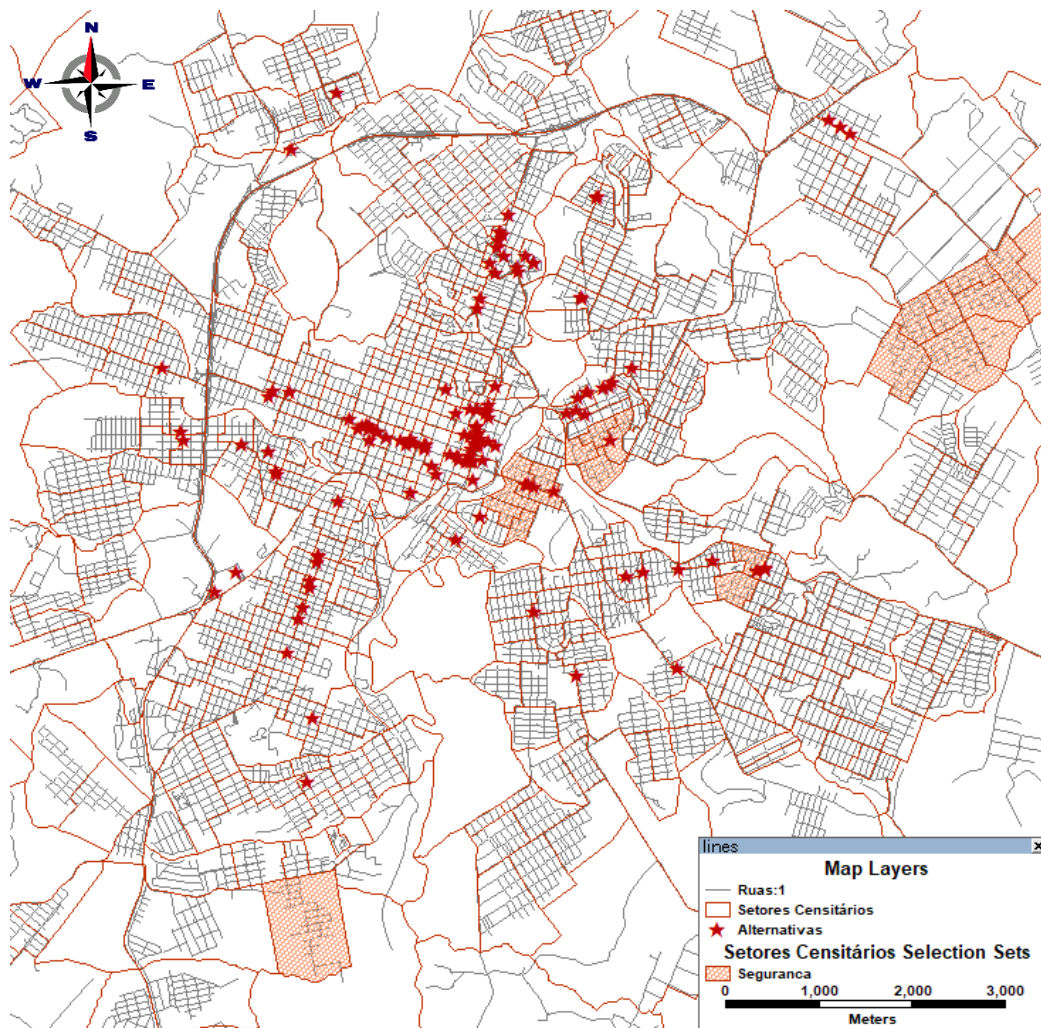 N
W E
S
lines
Map Layers
Ruas:1
Setores Censitários
Alternativas
Setores Censitários Selection Sets
Seguranca
0 1,000 2,000 3,000
Meters